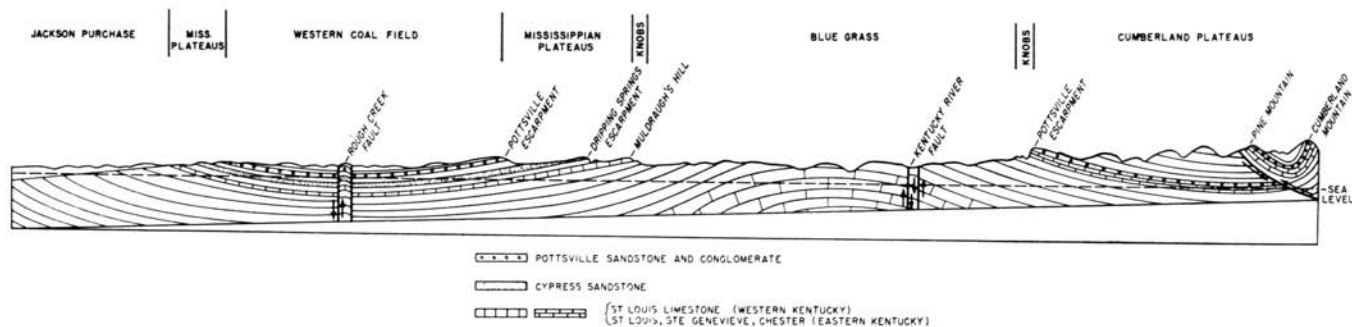 JACKSON PURCHASE
MISS.
PLATEAUS
WESTERN COAL FIELD
MISSISSIPPIAN
PLATEAUS
KNOBS
BLUE GRASS
KNOBS
CUMBERLAND PLATEAUS
ROUGH CREEK
FAULT
POTTSVILLE
ESCARPMENT
DRIPPING SPRINGS
ESCARPMENT
MULDRAUGH'S HILL
KENTUCKY RIVER
FAULT
POTTSVILLE
ESCARPMENT
PINE MOUNTAIN
CUMBERLAND
MOUNTAIN
SEA
LEVEL
POTTSVILLE SANDSTONE AND CONGLOMERATE
CYPRESS SANDSTONE
ST LOUIS LIMESTONE (WESTERN KENTUCKY)
ST LOUIS, STE GENEVIEVE, CHESTER (EASTERN KENTUCKY)